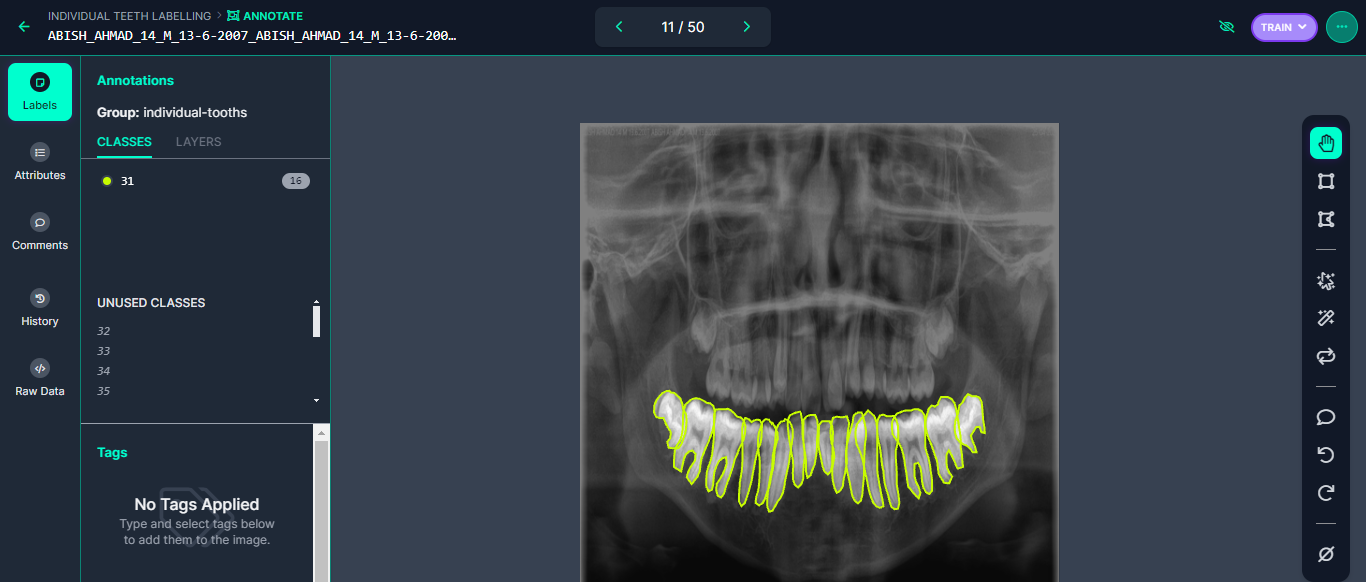 INDIVIDUAL TEETH LABELLING > ANNOTATE
ABISH_AHMAD_14_M_13-6-2007_ABISH_AHMAD_14_M_13-6-200…
11 / 50
TRAIN
Labels
Attributes
Comments
History
Raw Data
Annotations
Group: individual-tooths
CLASSES LAYERS
31 16
UNUSED CLASSES
32
33
34
35
Tags
No Tags Applied
Type and select tags below
to add them to the image.